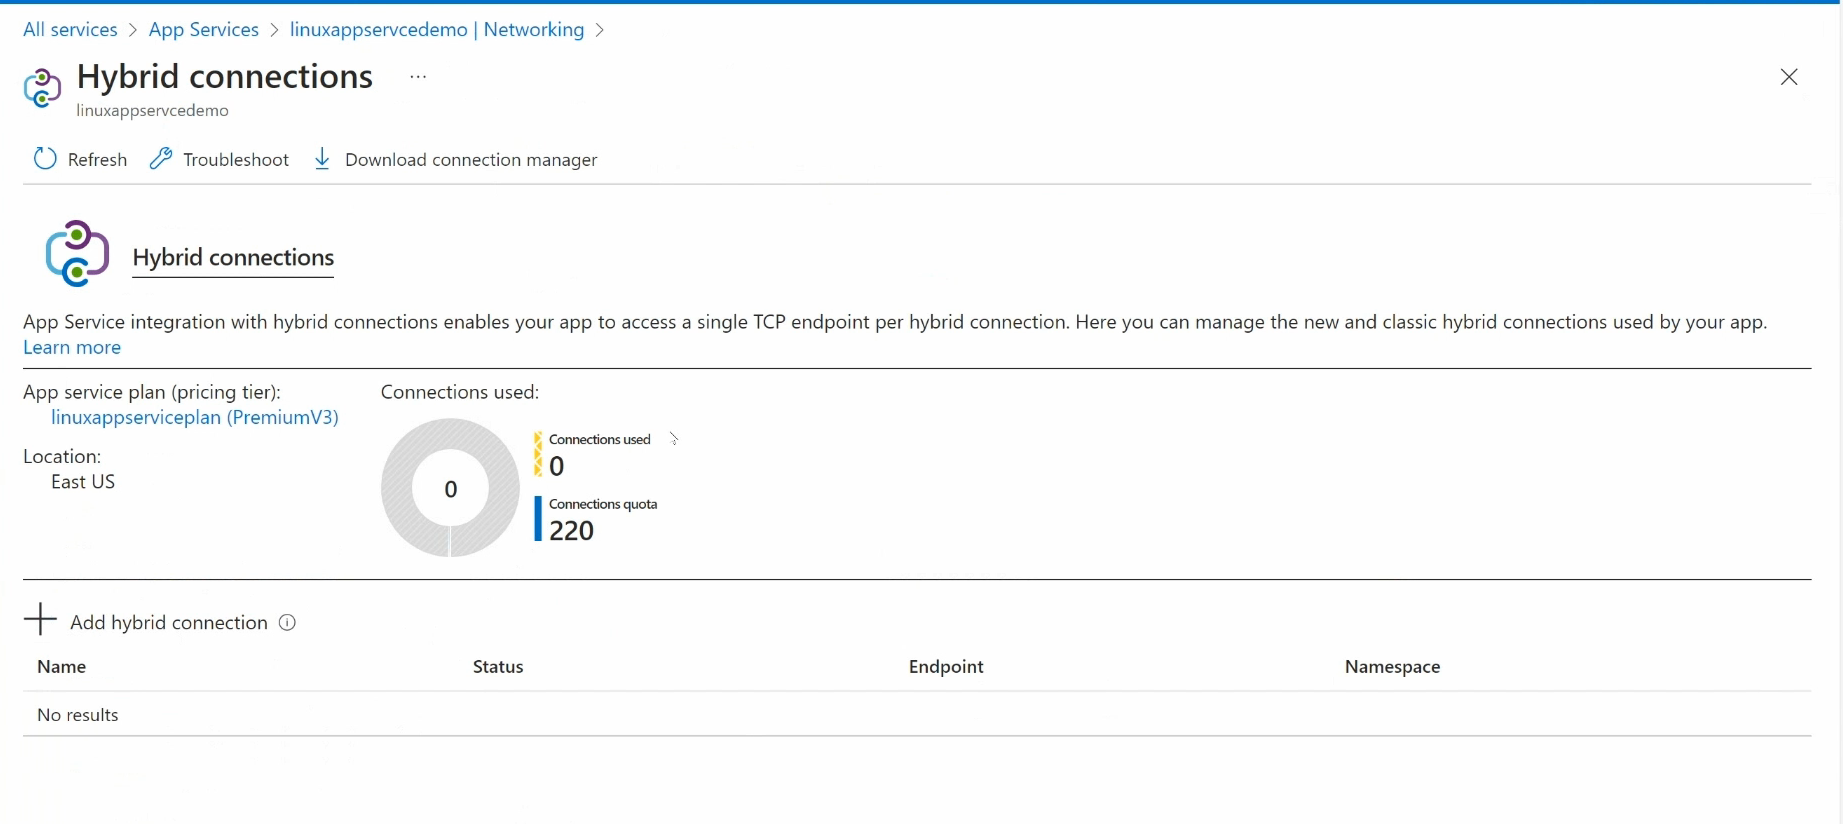 All services > App Services > linuxappservcedemo | Networking >
Hybrid connections ...
linuxappservcedemo
Refresh Troubleshoot Download connection manager
Hybrid connections
App Service integration with hybrid connections enables your app to access a single TCP endpoint per hybrid connection. Here you can manage the new and classic hybrid connections used by your app.
Learn more
App service plan (pricing tier):
linuxappserviceplan (PremiumV3)
Location:
East US
Connections used:
0
Connections used
0
Connections quota
220
Add hybrid connection
Name Status Endpoint Namespace
No results